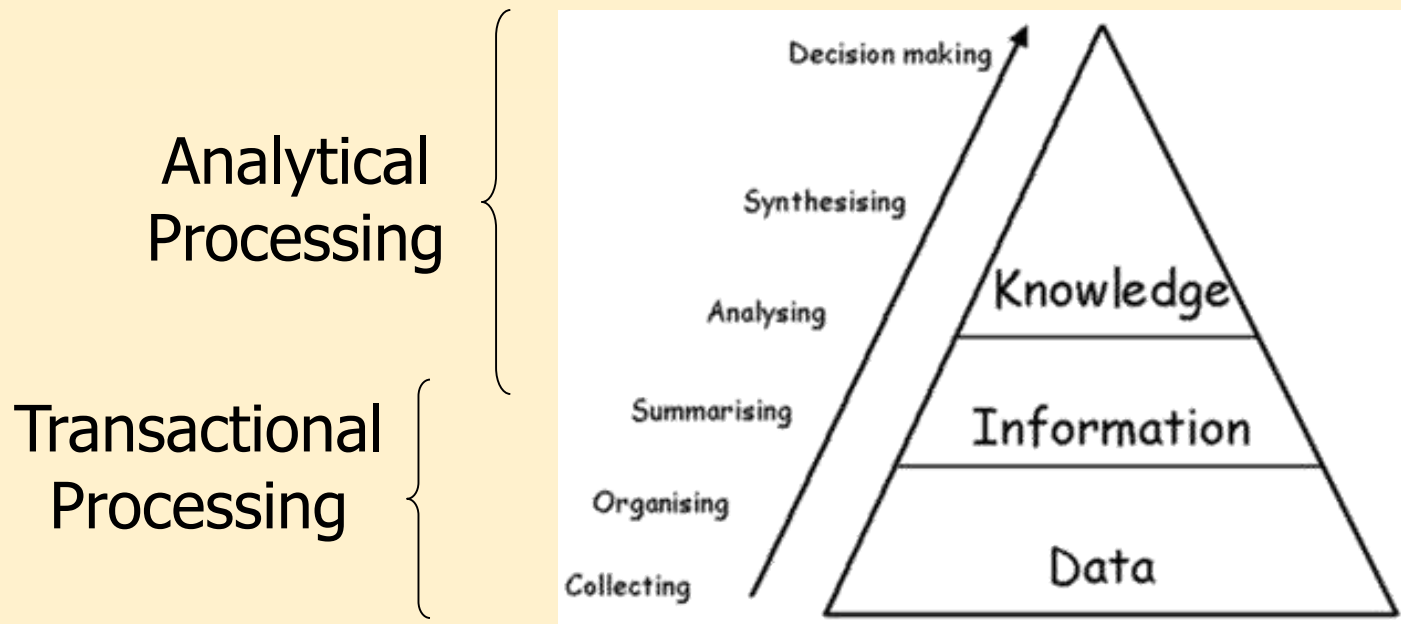 Decision making
Analytical
Processing
Synthesising
Knowledge
Analysing
Summarising
Transactional
Processing
Information
Organising
Data
Collecting